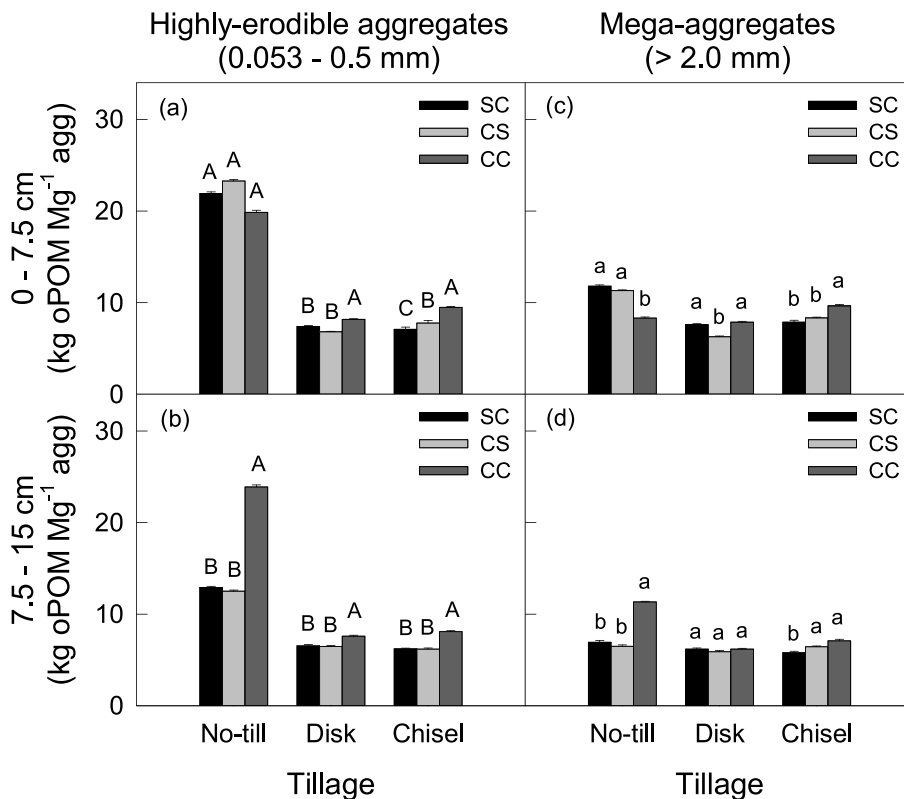 Highly-erodible aggregates
(0.053 - 0.5 mm)
Mega-aggregates
(> 2.0 mm)
0 - 7.5 cm
(kg oPOM Mg⁻¹ agg)
30
20
10
0
(a)
SC
CS
CC
A A A
B B A
C B A
(c)
SC
CS
CC
a a b
a b a
b b a
7.5 - 15 cm
(kg oPOM Mg⁻¹ agg)
30
20
10
0
(b)
SC
CS
CC
B B A
B B A
B B A
(d)
SC
CS
CC
b b a
a a a
b a a
No-till Disk Chisel
Tillage
No-till Disk Chisel
Tillage